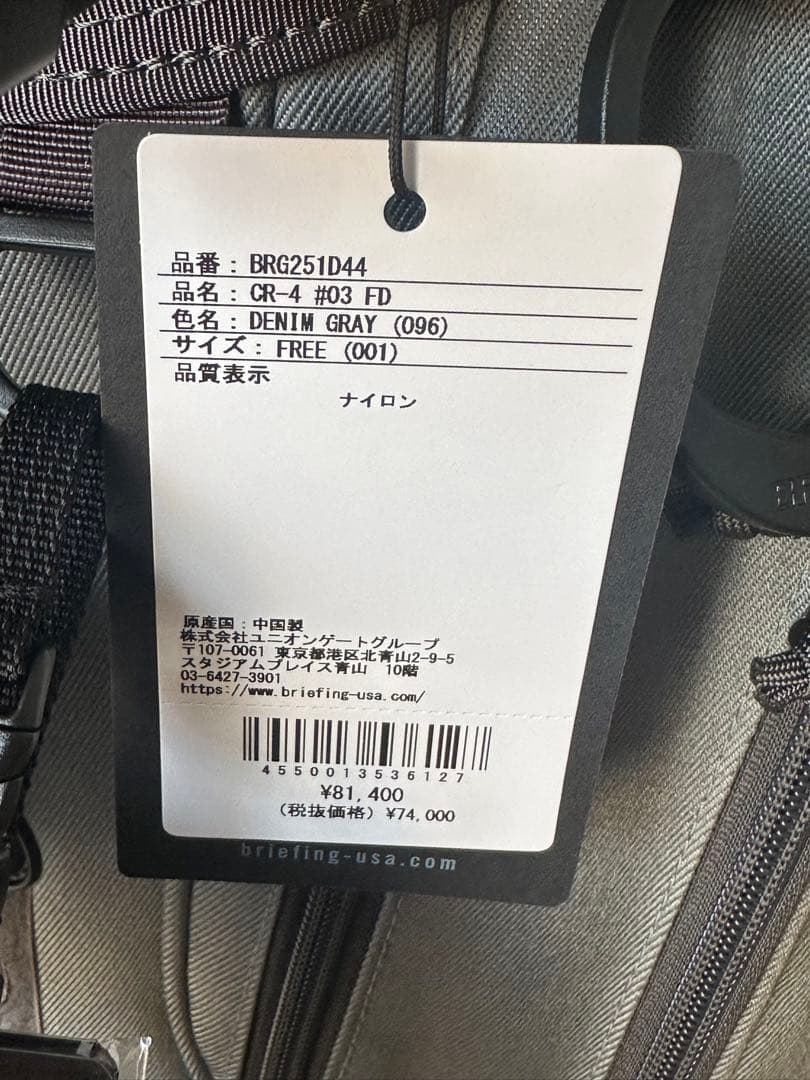 品番：BRG251D44
品名：CR-4 #03 FD
色名：DENIM GRAY (096)
サイズ：FREE (001)
品質表示
ナイロン
原産国：中国製
株式会社ユニオンゲートグループ
〒107-0061 東京都港区北青山2-9-5
スタジアムプレイス青山 10階
03-6427-3901
https://www.briefing-usa.com/
4550013536127
¥81,400
(税抜価格) ¥74,000
briefing-usa.com